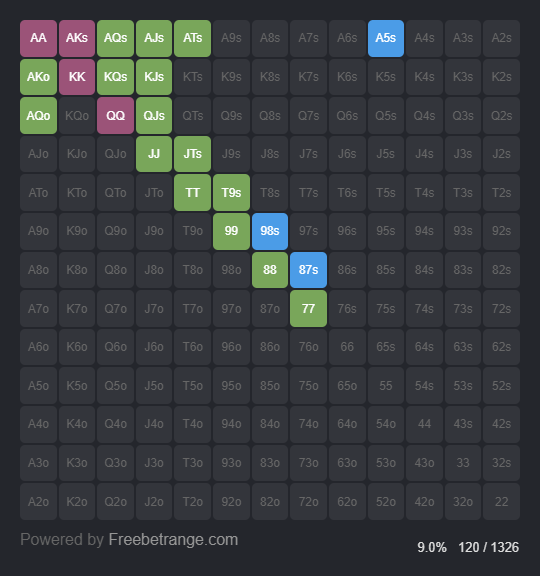 AA AKs AQs AJs ATs A9s A8s A7s A6s A5s A4s A3s A2s
AKo KK KQs KJs KTs K9s K8s K7s K6s K5s K4s K3s K2s
AQo KQo QQ QJs QTs Q9s Q8s Q7s Q6s Q5s Q4s Q3s Q2s
AJo KJo QJo JJ JTs J9s J8s J7s J6s J5s J4s J3s J2s
ATo KTo QTo JTo TT T9s T8s T7s T6s T5s T4s T3s T2s
A9o K9o Q9o J9o T9o 99 98s 97s 96s 95s 94s 93s 92s
A8o K8o Q8o J8o T8o 98o 88 87s 86s 85s 84s 83s 82s
A7o K7o Q7o J7o T7o 97o 87o 77 76s 75s 74s 73s 72s
A6o K6o Q6o J6o T6o 96o 86o 76o 66 65s 64s 63s 62s
A5o K5o Q5o J5o T5o 95o 85o 75o 65o 55 54s 53s 52s
A4o K4o Q4o J4o T4o 94o 84o 74o 64o 54o 44 43s 42s
A3o K3o Q3o J3o T3o 93o 83o 73o 63o 53o 43o 33 32s
A2o K2o Q2o J2o T2o 92o 82o 72o 62o 52o 42o 32o 22
Powered by Freebetrange.com
9.0% 120 / 1326